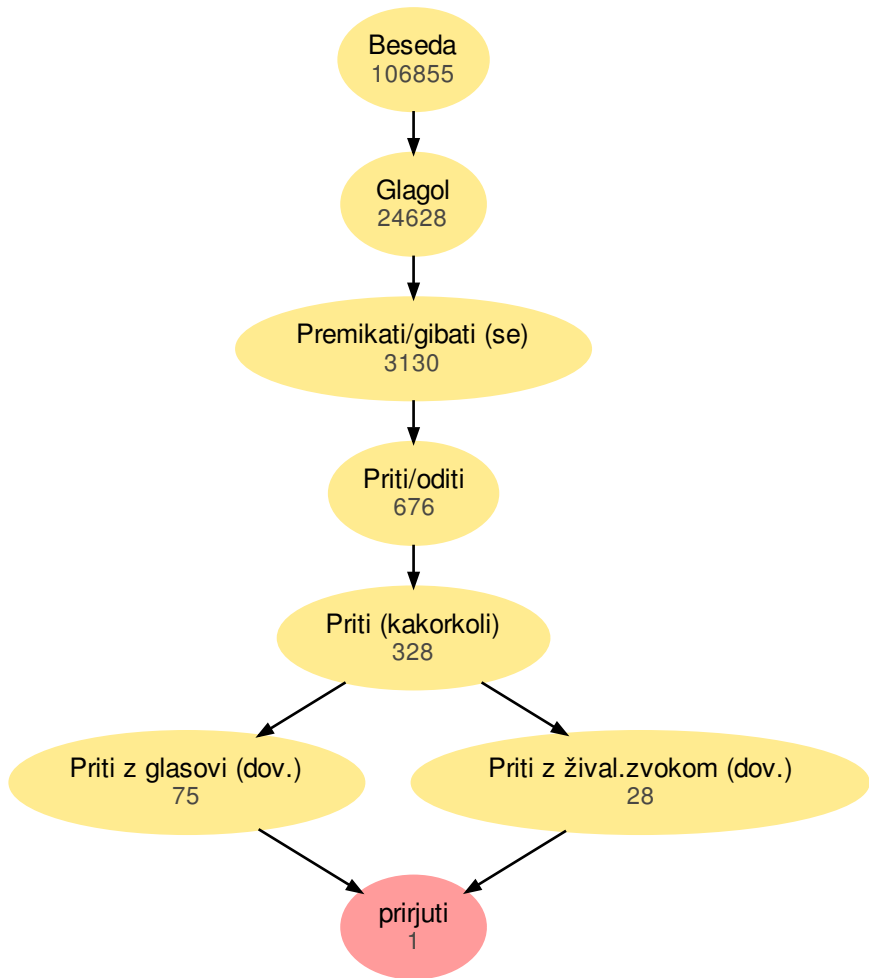 Beseda
106855
Glagol
24628
Premikati/gibati (se)
3130
Priti/oditi
676
Priti (kakorkoli)
328
Priti z glasovi (dov.)
75
Priti z žival.zvokom (dov.)
28
prirjuti
1